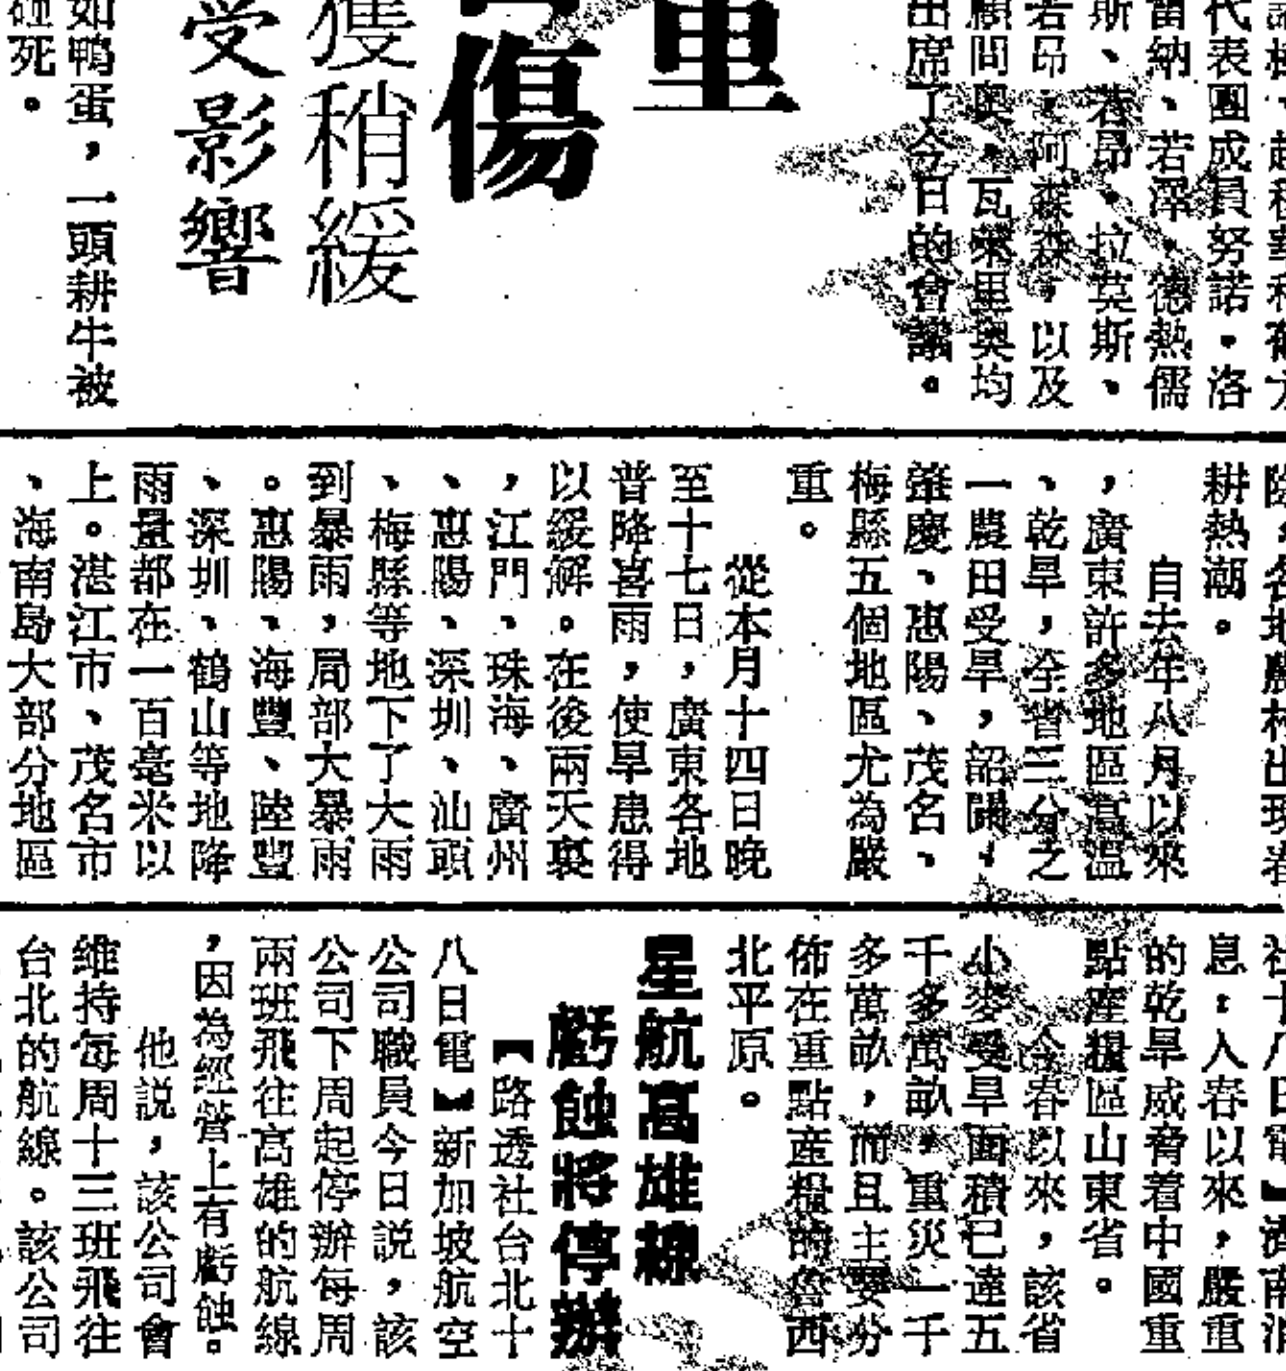 代表團成員努諾·洛
當納、若澤、德熱儒
斯、若昂·拉莫斯、
若昂·阿森森，以及
顧問奧·瓦萊里奧均
出席了今日的會議。
重
傷
獲稍緩
受影響
如鴨蛋，一頭耕牛被
砸死。
耕熱潮。
自去年八月以來
，廣東許多地區高溫
、乾旱，全省三分之
一農田受旱，韶關、
肇慶、惠陽、茂名、
梅縣五個地區尤為嚴
重。
從本月十四日晚
至十七日，廣東各地
普降喜雨，使旱患得
以緩解。在後兩天裏
，江門、珠海、廣州
、惠陽、深圳、汕頭
、梅縣等地下了大雨
到暴雨，局部大暴雨
。惠陽、海豐、陸豐
、深圳、鶴山等地降
雨量都在一百毫米以
上。湛江市、茂名市
、海南島大部分地區
息：入春以來，嚴重
的乾旱威脅着中國重
點産糧區山東省。
今春以來，該省
小麥受旱面積已達五
千多萬畝，重災一千
多萬畝，而且主要分
佈在重點産糧的魯西
北平原。
星航高雄線
虧蝕將停辦
【路透社台北十
八日電】新加坡航空
公司職員今日説，該
公司下周起停辦每周
兩班飛往高雄的航線
，因為經營上有虧蝕。
他説，該公司會
維持每周十三班飛往
台北的航線。該公司